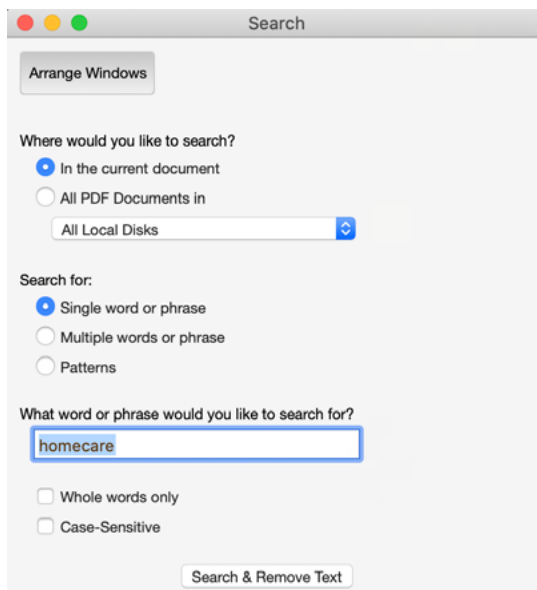 Search
Arrange Windows
Where would you like to search?
In the current document
All PDF Documents in
All Local Disks
Search for:
Single word or phrase
Multiple words or phrase
Patterns
What word or phrase would you like to search for?
homecare
Whole words only
Case-Sensitive
Search & Remove Text